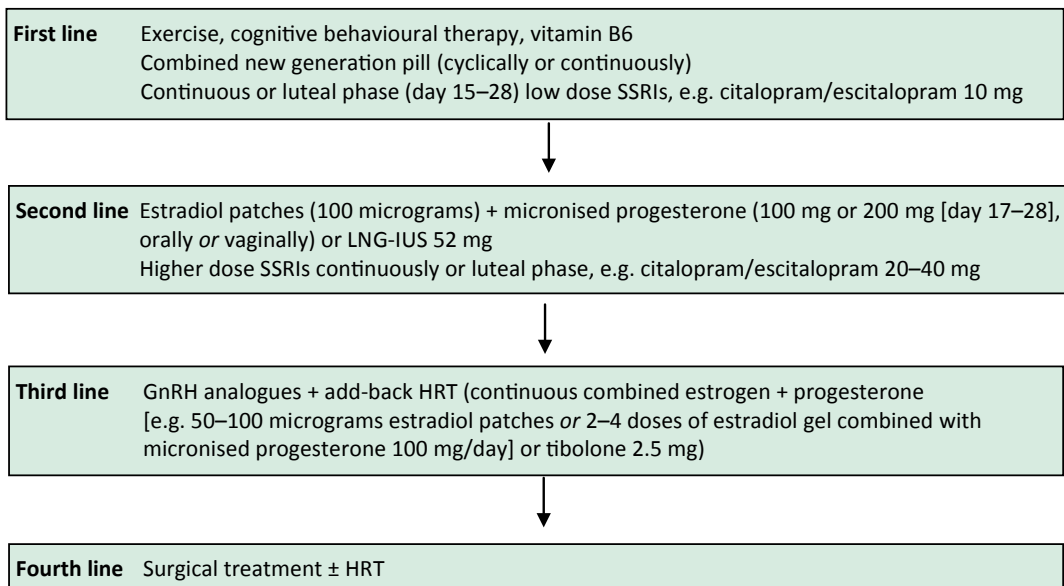 First line Exercise, cognitive behavioural therapy, vitamin B6
Combined new generation pill (cyclically or continuously)
Continuous or luteal phase (day 15–28) low dose SSRIs, e.g. citalopram/escitalopram 10 mg
Second line Estradiol patches (100 micrograms) + micronised progesterone (100 mg or 200 mg [day 17–28],
orally or vaginally) or LNG-IUS 52 mg
Higher dose SSRIs continuously or luteal phase, e.g. citalopram/escitalopram 20–40 mg
Third line GnRH analogues + add-back HRT (continuous combined estrogen + progesterone
[e.g. 50–100 micrograms estradiol patches or 2–4 doses of estradiol gel combined with
micronised progesterone 100 mg/day] or tibolone 2.5 mg)
Fourth line Surgical treatment ± HRT